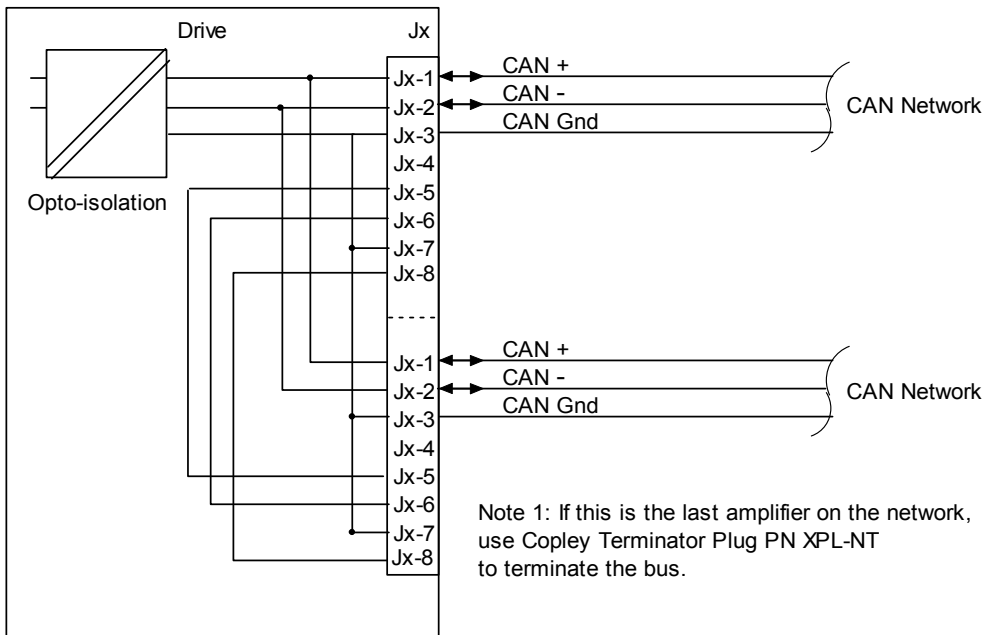 Drive
Jx
Opto-isolation
Jx-1
Jx-2
Jx-3
Jx-4
Jx-5
Jx-6
Jx-7
Jx-8
CAN +
CAN -
CAN Gnd
CAN Network
Jx-1
Jx-2
Jx-3
Jx-4
Jx-5
Jx-6
Jx-7
Jx-8
CAN +
CAN -
CAN Gnd
CAN Network
Note 1: If this is the last amplifier on the network,
use Copley Terminator Plug PN XPL-NT
to terminate the bus.